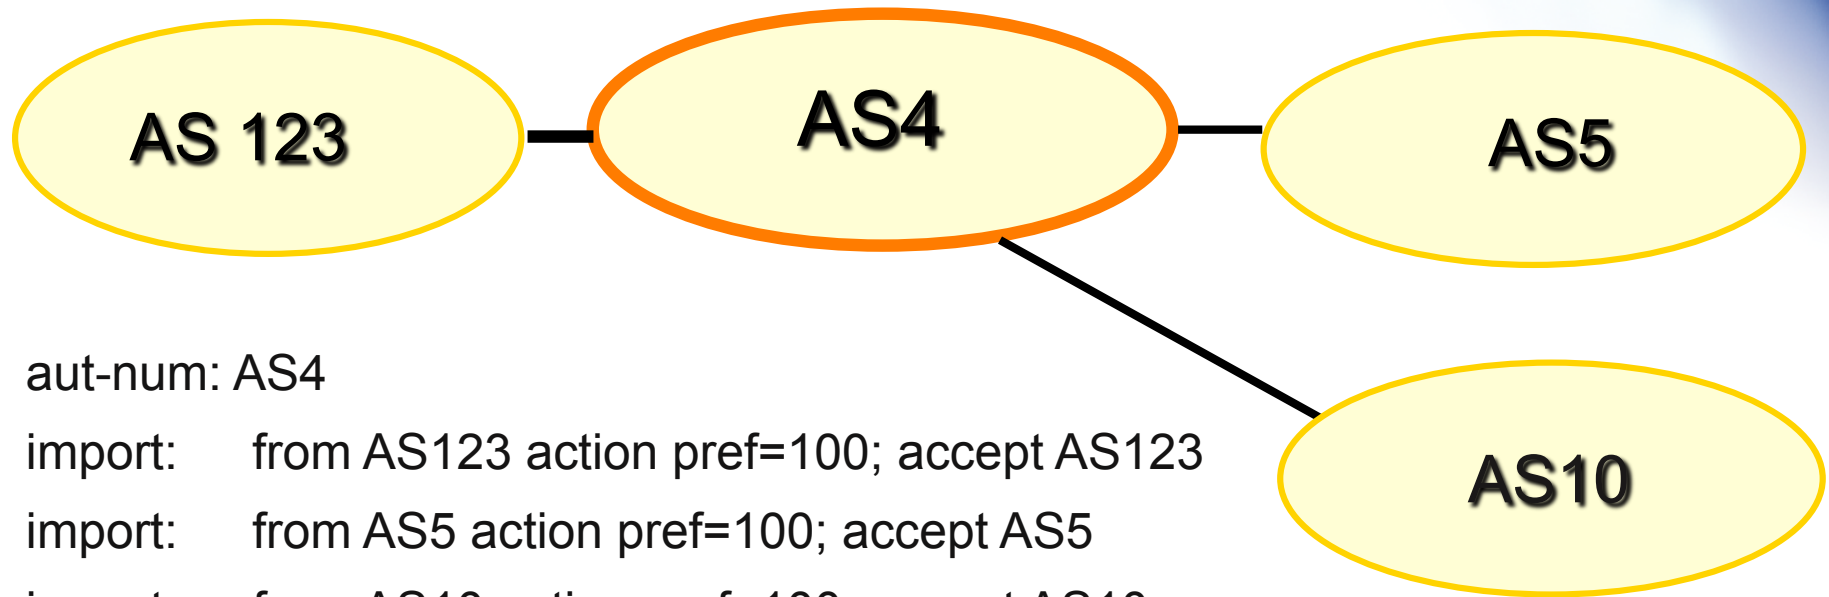 AS 123
AS4
AS5
AS10
aut-num: AS4
import: from AS123 action pref=100; accept AS123
import: from AS5 action pref=100; accept AS5